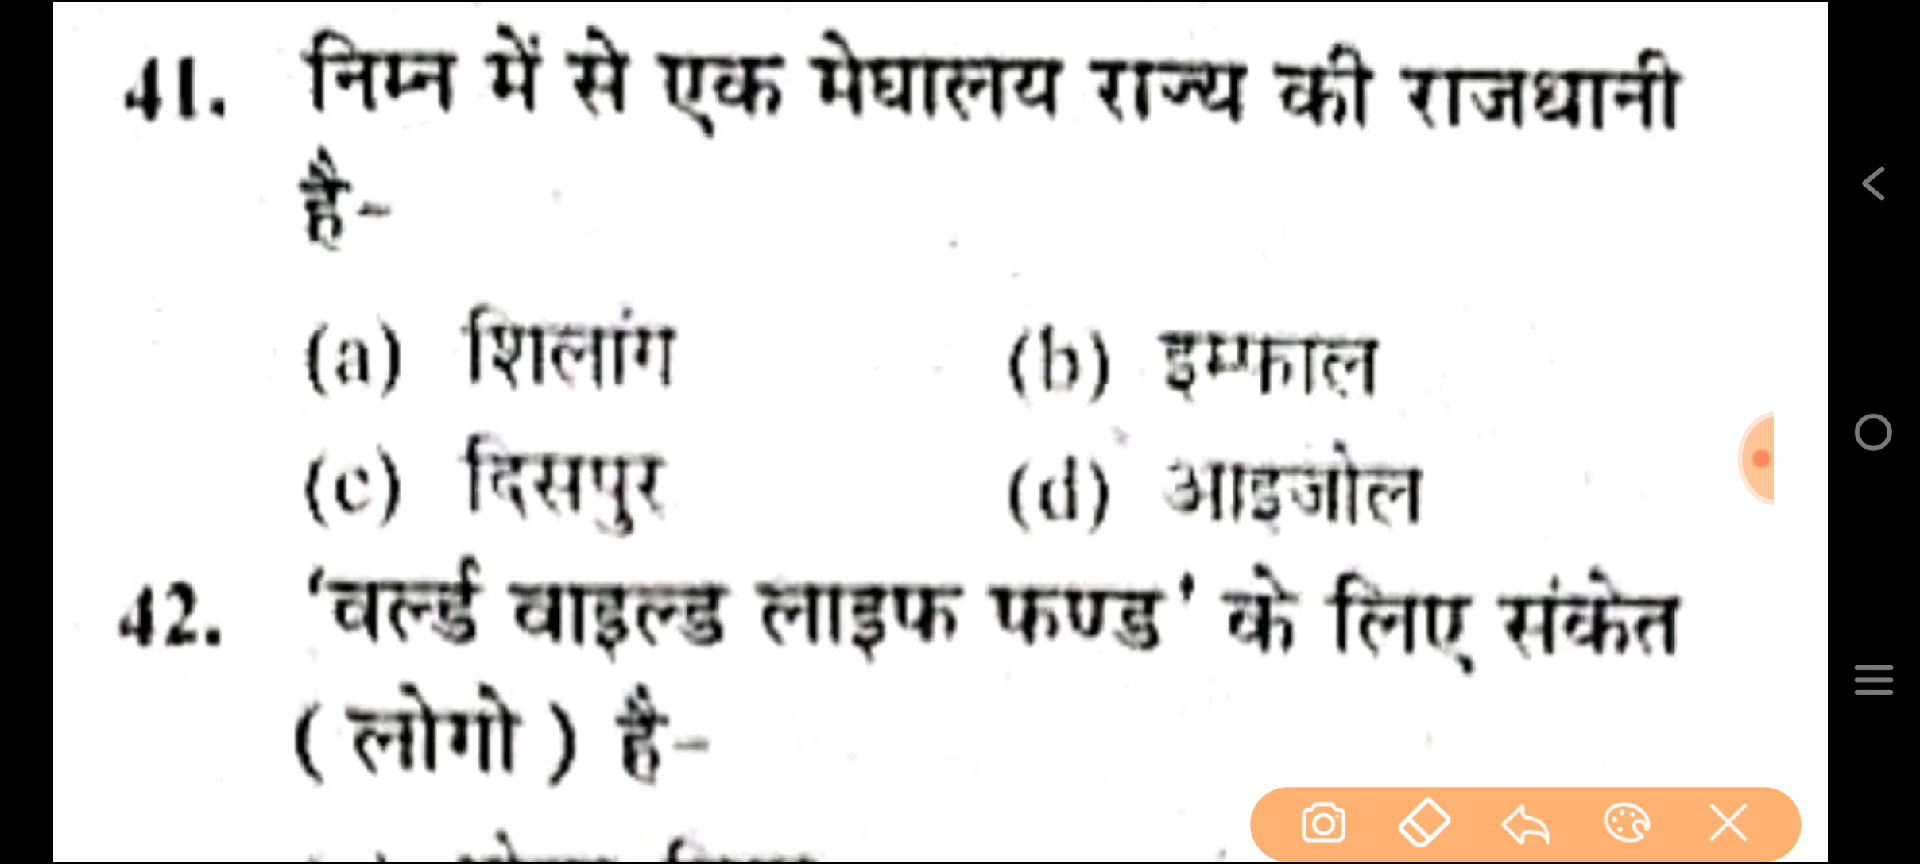 41. निम्न में से एक मेघालय राज्य की राजधानी
है-
(a) शिलांग (b) इम्फाल
(c) दिसपुर (d) आइजोल
42. 'वर्ल्ड वाइल्ड लाइफ फण्ड' के लिए संकेत
( लोगो ) है-